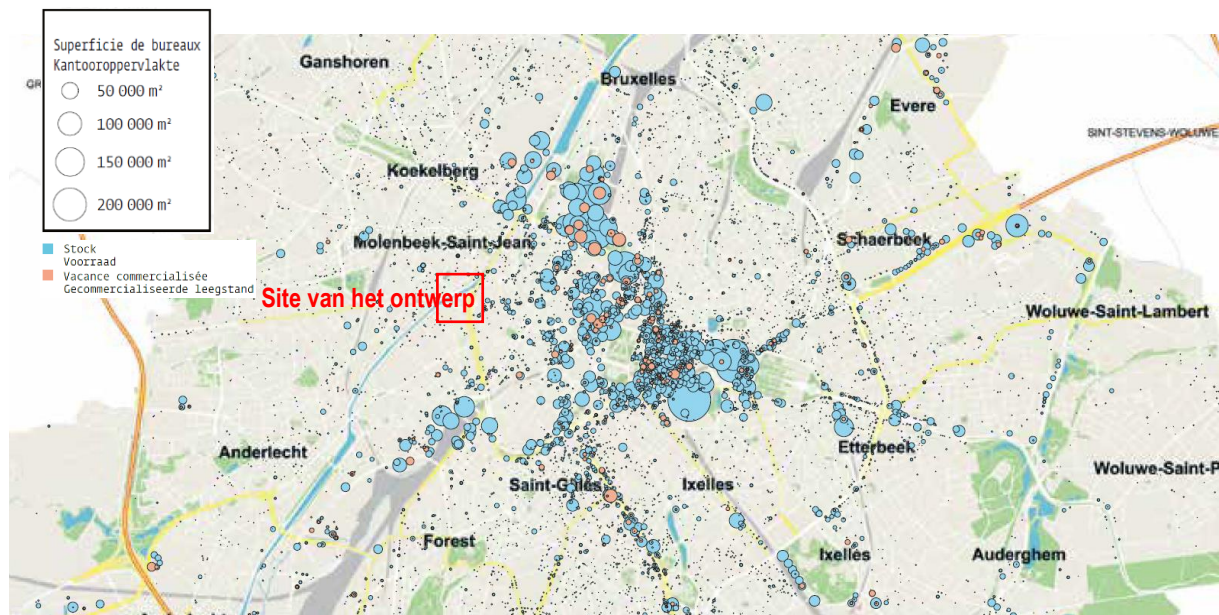 Superficie de bureaux
Kantooroppervlakte
50 000 m²
100 000 m²
150 000 m²
200 000 m²
Stock
Voorraad
Vacance commercialisée
Gecommercialiseerde leegstand
Ganshoren
Bruxelles
Evere
SINT-STEVENS-WOLUWE
Koekelberg
Molenbeek-Saint-Jean
Schaerbeek
Site van het ontwerp
Woluwe-Saint-Lambert
Anderlecht
Etterbeek
Woluwe-Saint-P
Saint-Gilles
Ixelles
Forest
Ixelles
Auderghem